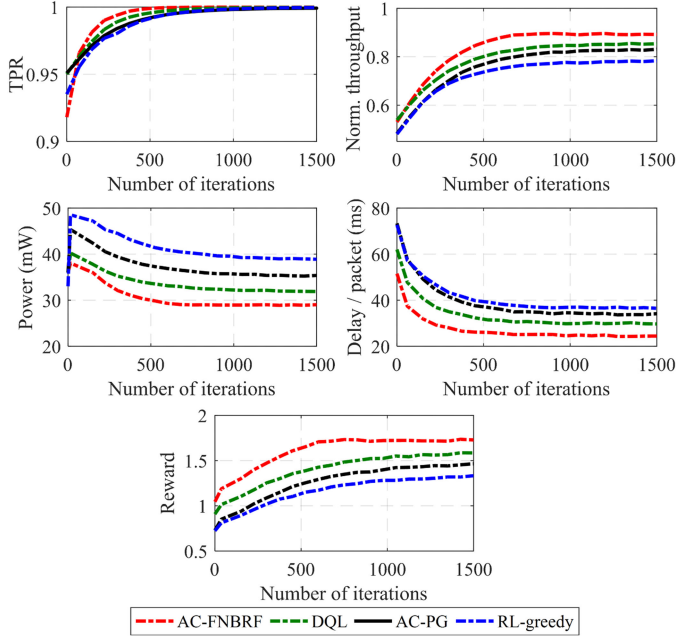 1
0.95
0.9
TPR
0 500 1000 1500
Number of iterations
1
0.8
0.6
Norm. throughput
0 500 1000 1500
Number of iterations
50
40
30
20
Power (mW)
0 500 1000 1500
Number of iterations
80
60
40
20
Delay / packet (ms)
0 500 1000 1500
Number of iterations
2
1.5
1
0.5
Reward
0 500 1000 1500
Number of iterations
AC-FNBRF DQL AC-PG RL-greedy